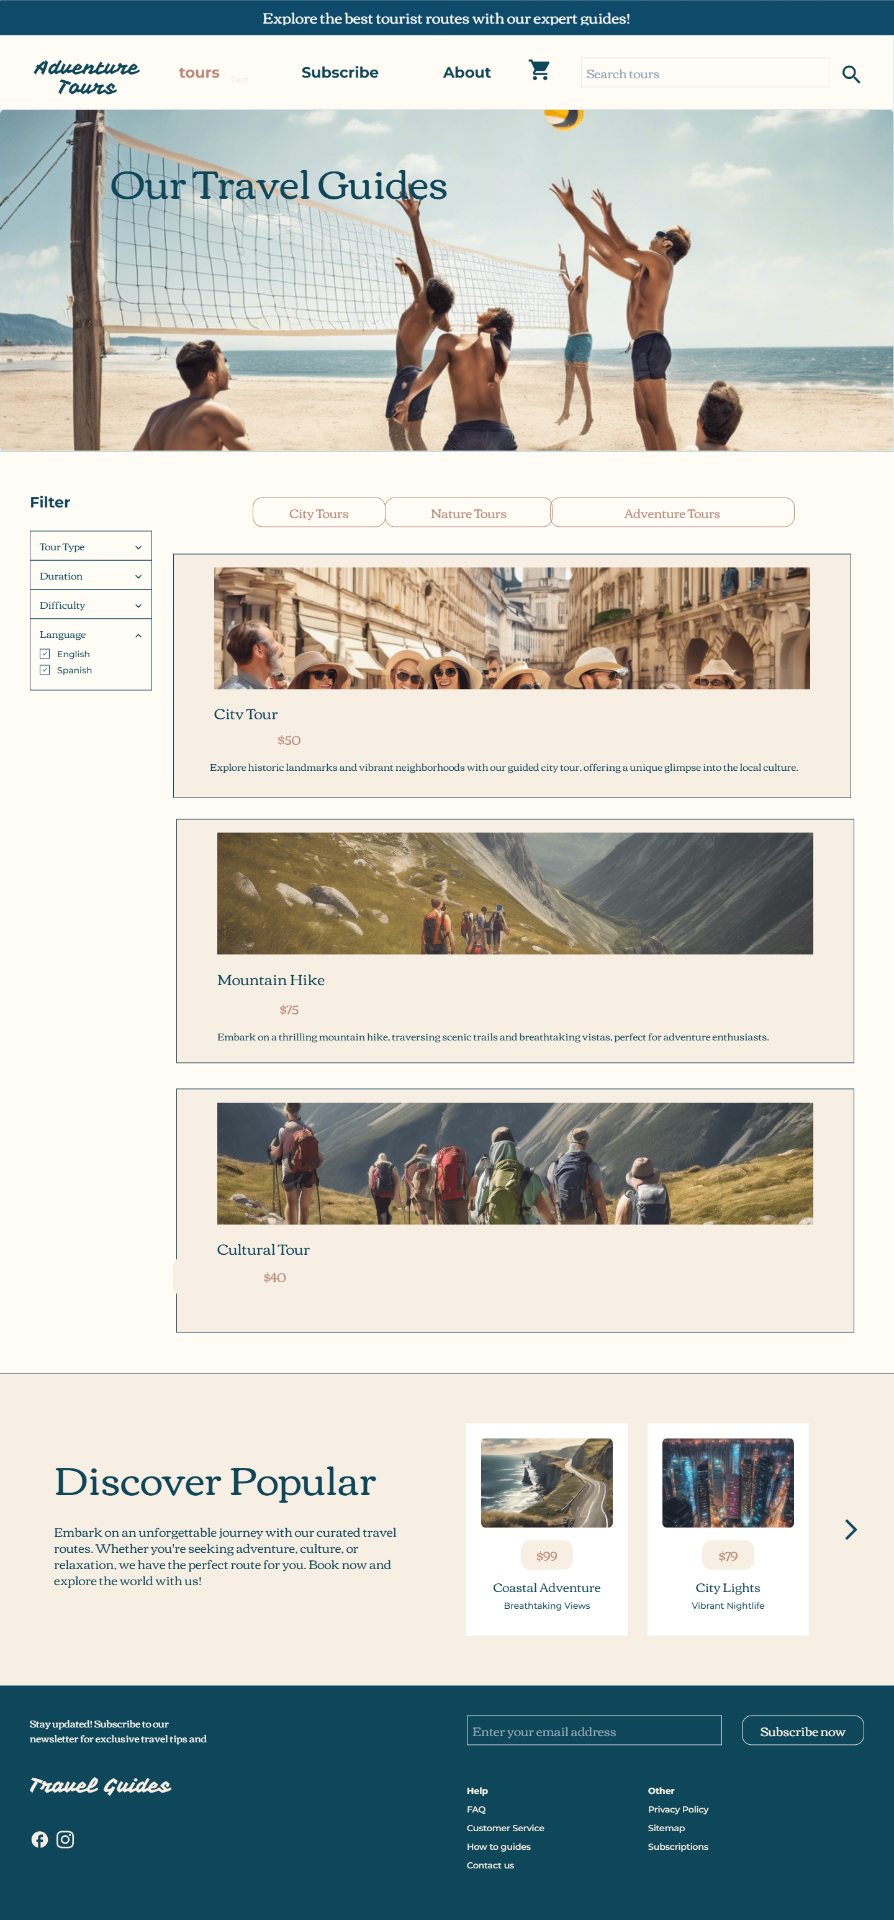 Explore the best tourist routes with our expert guides!
Adventure
Tours
tours
Subscribe
About
Search tours
Our Travel Guides
Filter
City Tours
Nature Tours
Adventure Tours
Tour Type
Duration
Difficulty
Language
English
Spanish
City Tour
$50
Explore historic landmarks and vibrant neighborhoods with our guided city tour, offering a unique glimpse into the local culture.
Mountain Hike
$75
Embark on a thrilling mountain hike, traversing scenic trails and breathtaking vistas, perfect for adventure enthusiasts.
Cultural Tour
$40
Discover Popular
Embark on an unforgettable journey with our curated travel
routes. Whether you're seeking adventure, culture, or
relaxation, we have the perfect route for you. Book now and
explore the world with us!
$99
Coastal Adventure
Breathtaking Views
$79
City Lights
Vibrant Nightlife
Stay updated! Subscribe to our
newsletter for exclusive travel tips and
Enter your email address
Subscribe now
Travel Guides
Help
FAQ
Customer Service
How to guides
Contact us
Other
Privacy Policy
Sitemap
Subscriptions